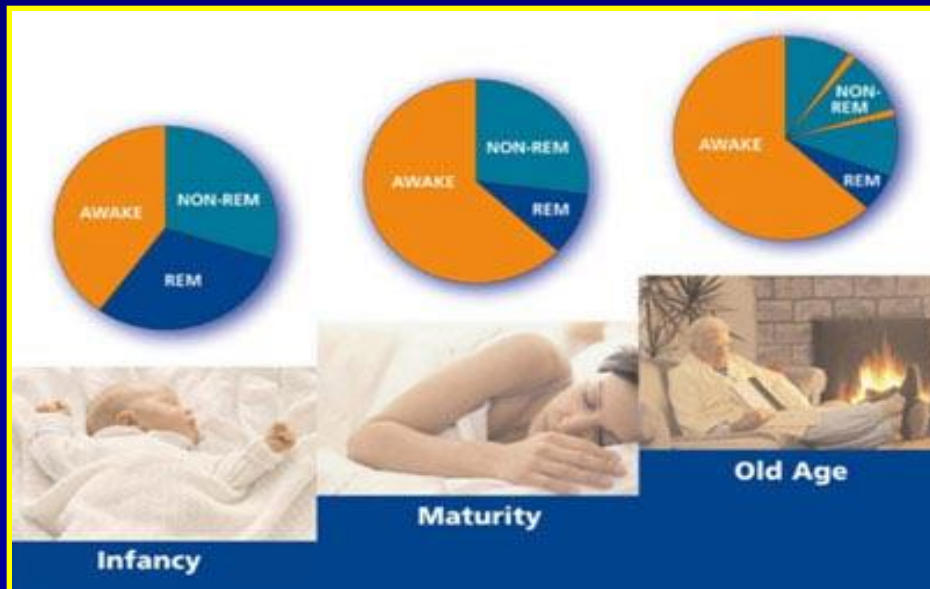 AWAKE
NON-REM
REM
Infancy
AWAKE
NON-REM
REM
Maturity
AWAKE
NON-
REM
REM
Old Age